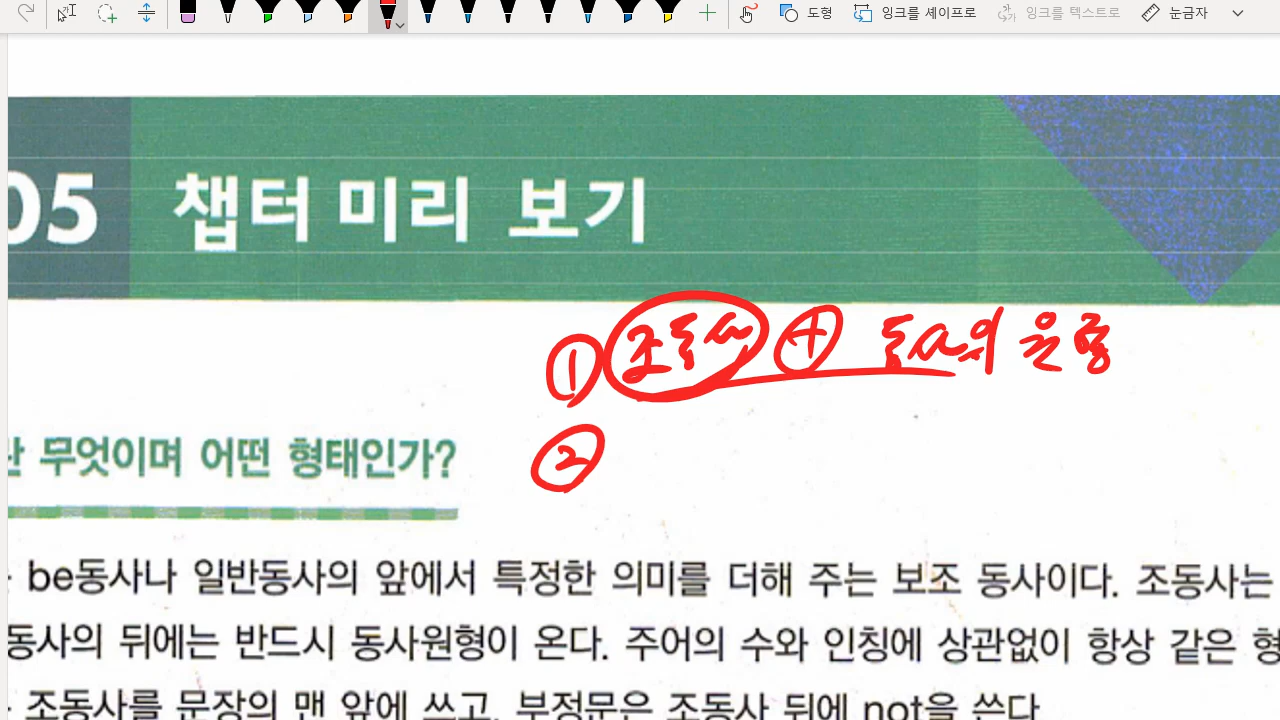 도형 잉크를 셰이프로 잉크를 텍스트로 눈금자
05 챕터 미리 보기
① 조동사 + 동사의 원형
②
란 무엇이며 어떤 형태인가?
be동사나 일반동사의 앞에서 특정한 의미를 더해 주는 보조 동사이다. 조동사는
동사의 뒤에는 반드시 동사원형이 온다. 주어의 수와 인칭에 상관없이 항상 같은 형
조동사를 문장의 맨 앞에 쓰고, 부정문은 조동사 뒤에 not을 쓴다